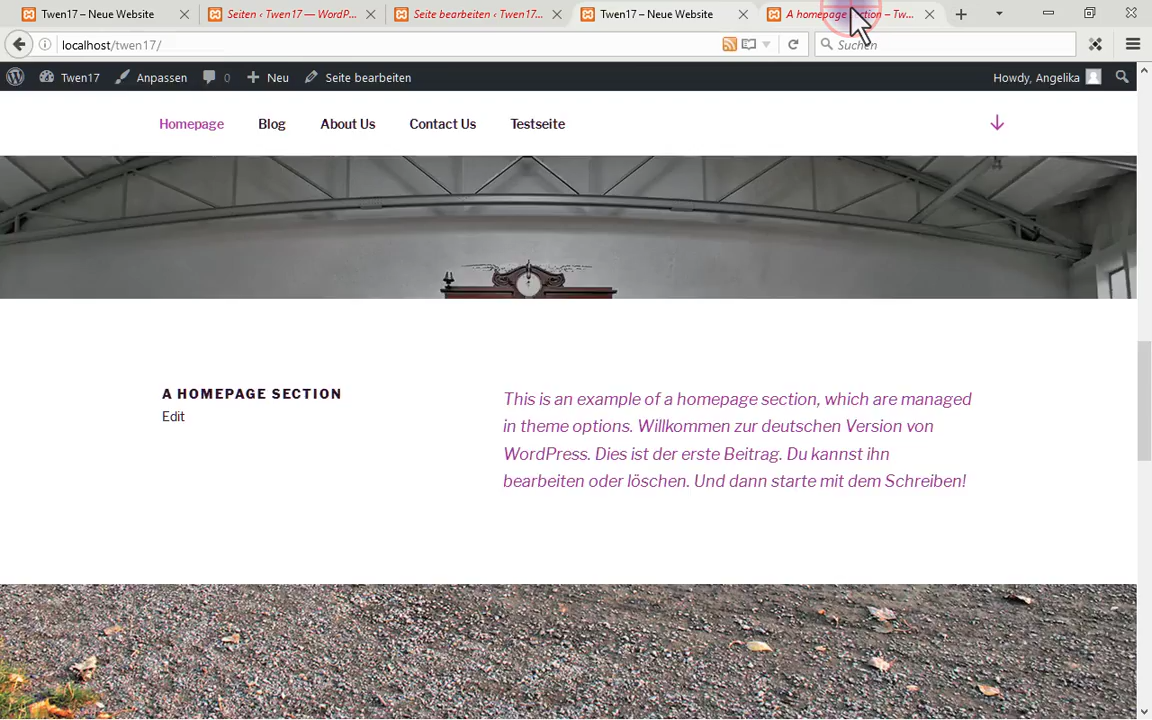 Twen17 – Neue Website
Seiten ‹ Twen17 — WordP...
Seite bearbeiten ‹ Twen17...
Twen17 – Neue Website
A homepage section – Tw...
localhost/twen17/
Suchen
Twen17
Anpassen
0
Neu
Seite bearbeiten
Howdy, Angelika
Homepage
Blog
About Us
Contact Us
Testseite
A HOMEPAGE SECTION
Edit
This is an example of a homepage section, which are managed
in theme options. Willkommen zur deutschen Version von
WordPress. Dies ist der erste Beitrag. Du kannst ihn
bearbeiten oder löschen. Und dann starte mit dem Schreiben!